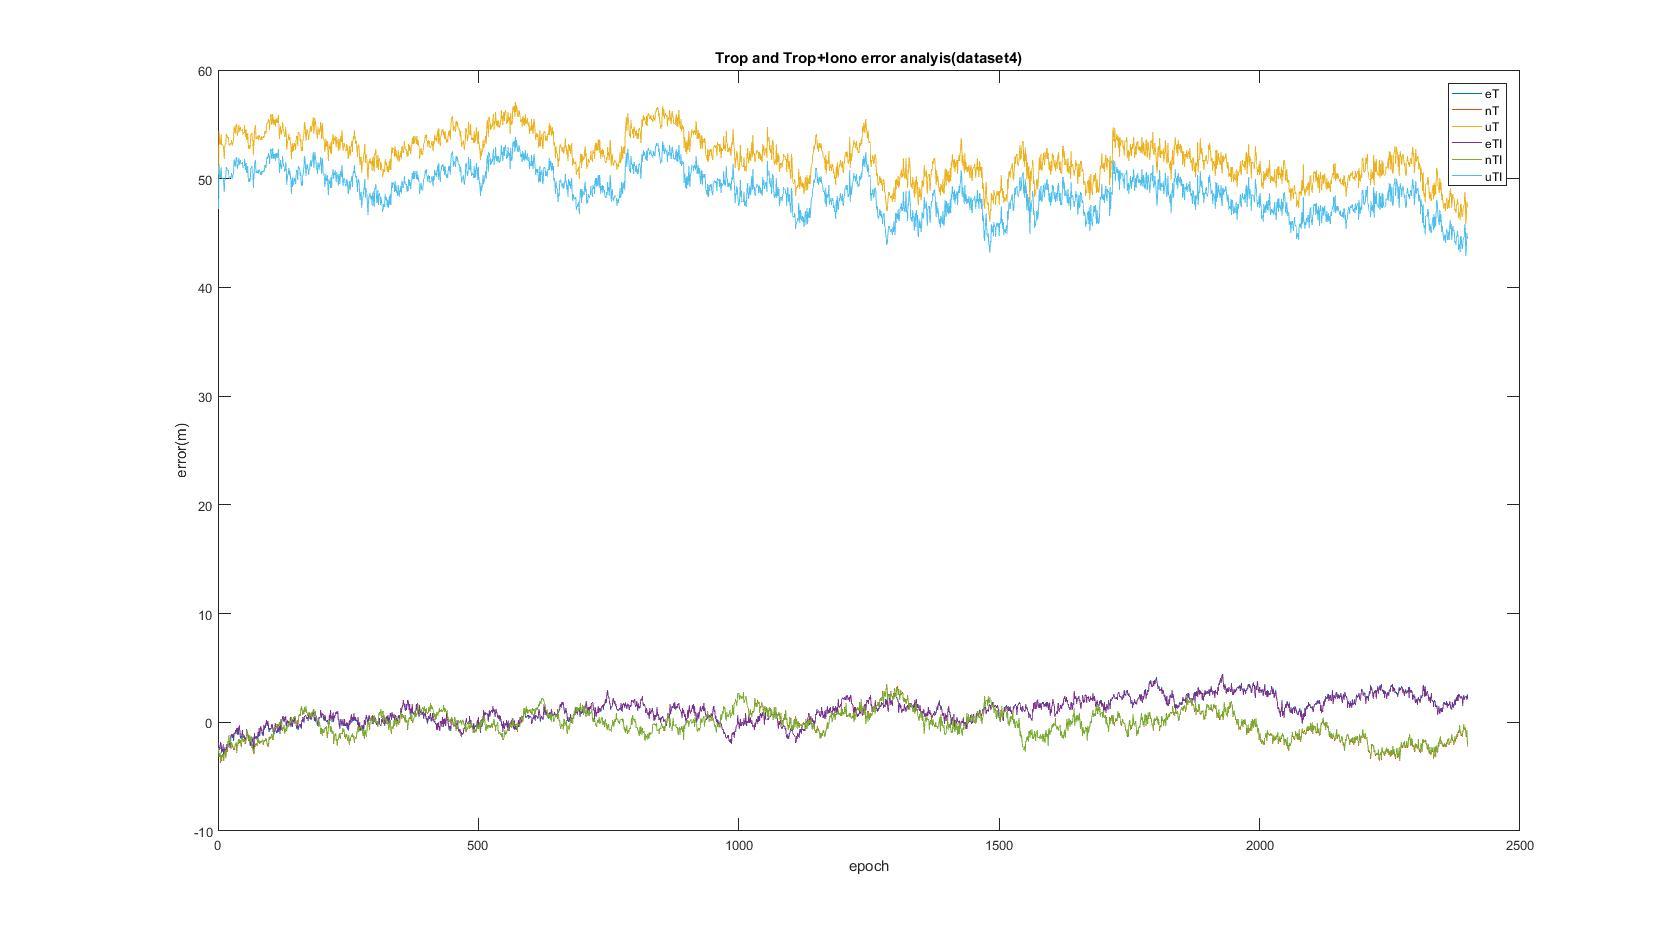 Trop and Trop+Iono error analyis(dataset4)
60
50
40
30
20
10
0
-10
error(m)
eT
nT
uT
eTI
nTI
uTI
0 500 1000 1500 2000 2500
epoch